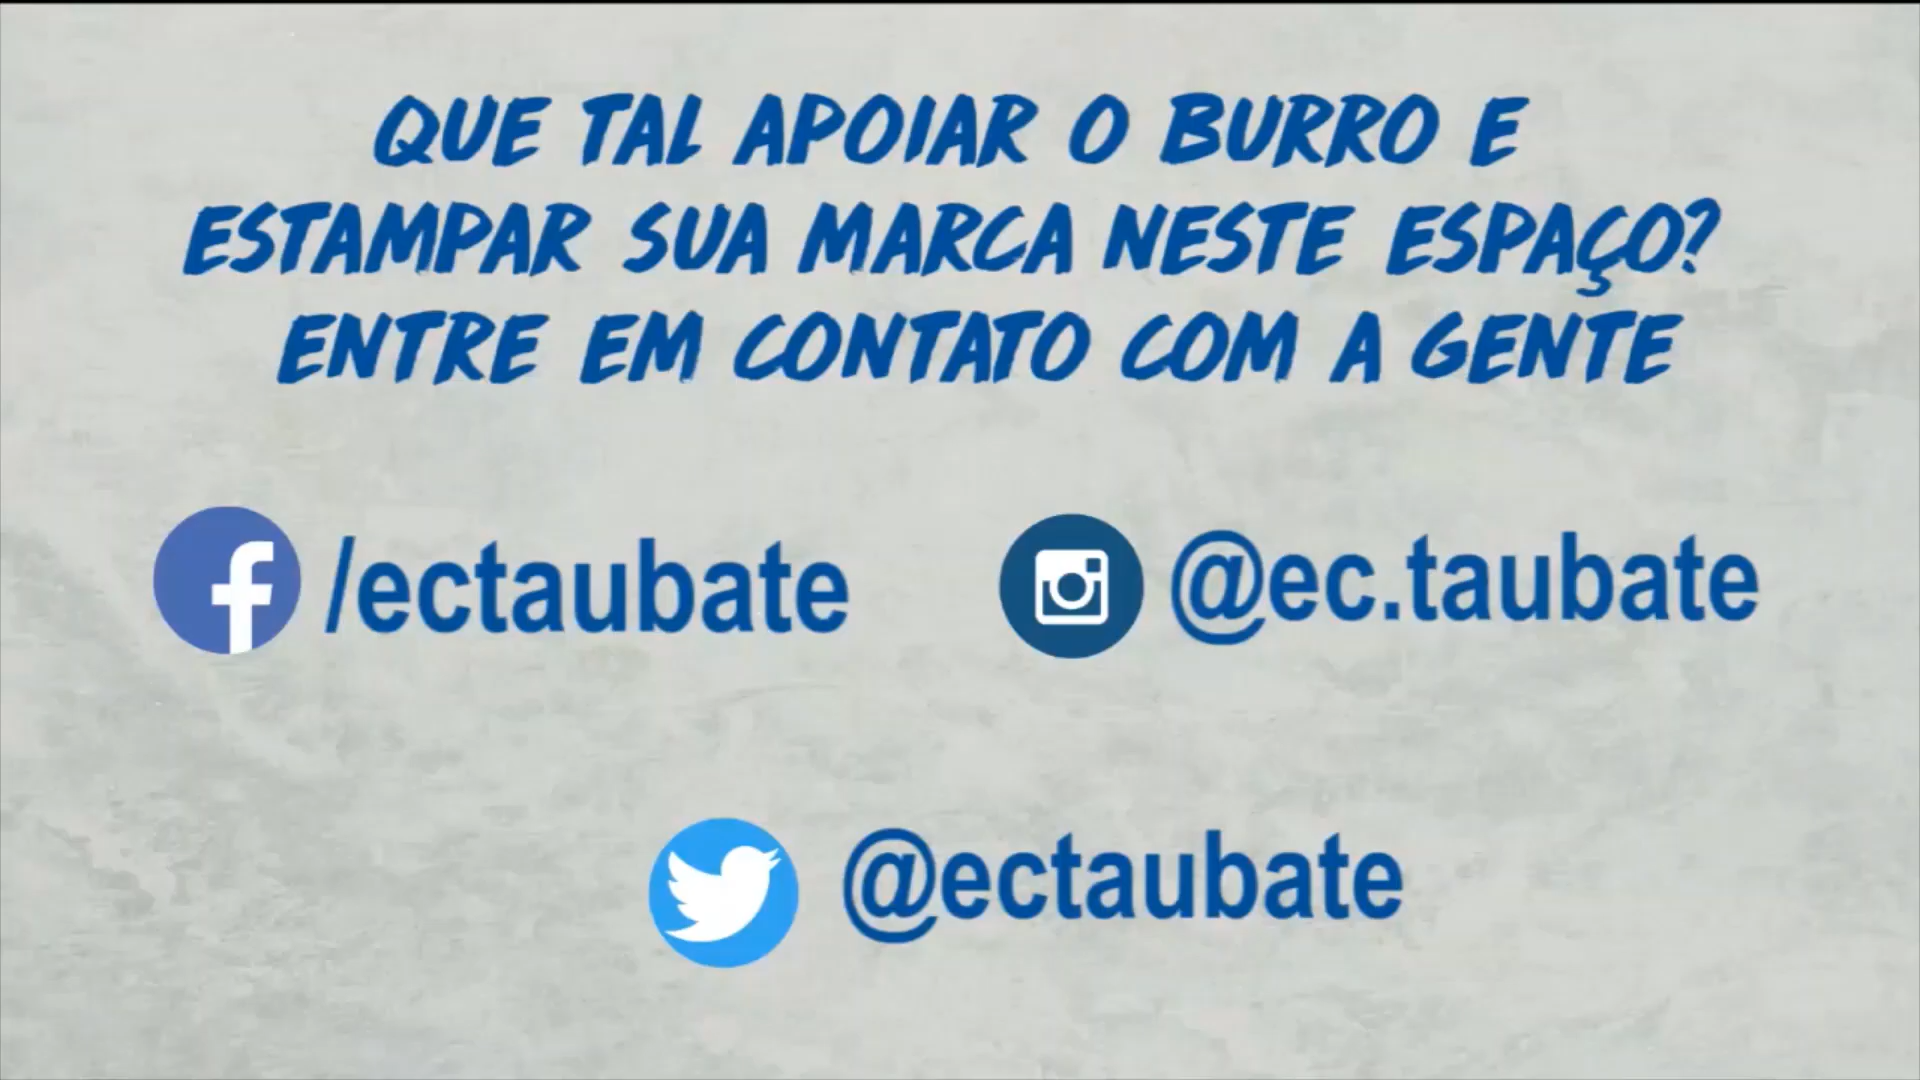 QUE TAL APOIAR O BURRO E
ESTAMPAR SUA MARCA NESTE ESPAÇO?
ENTRE EM CONTATO COM A GENTE
/ectaubate
@ec.taubate
@ectaubate